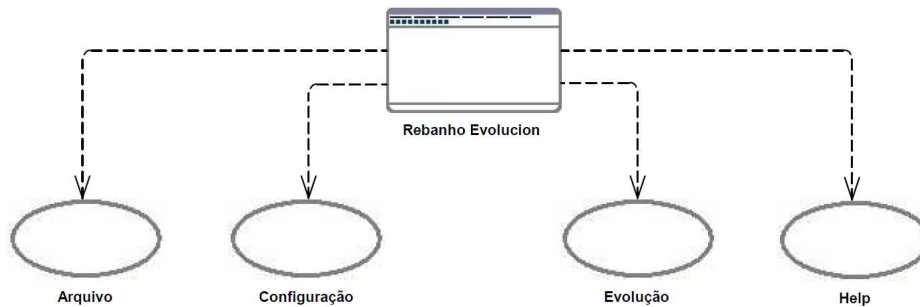 Rebanho Evolucion
Arquivo
Configuração
Evolução
Help